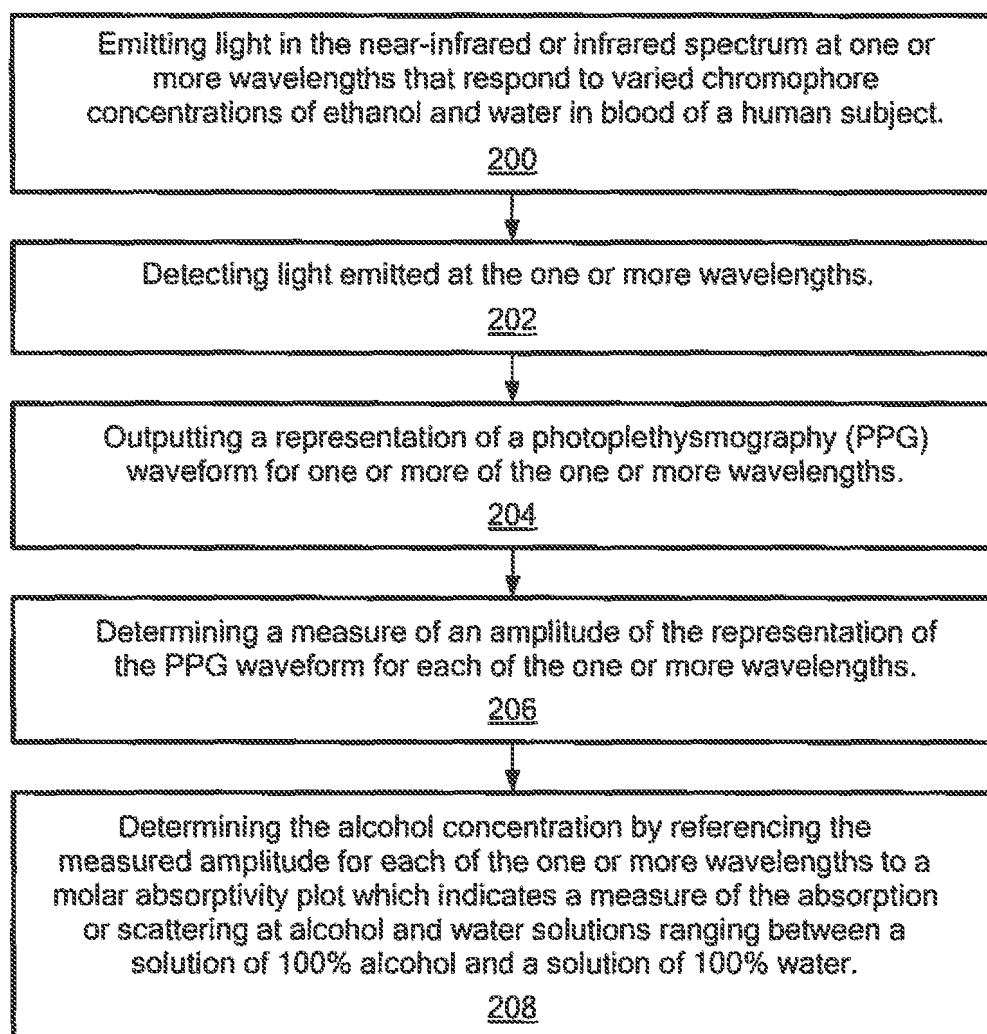 Emitting light in the near-infrared or infrared spectrum at one or
more wavelengths that respond to varied chromophore
concentrations of ethanol and water in blood of a human subject.
200
Detecting light emitted at the one or more wavelengths.
202
Outputting a representation of a photoplethysmography (PPG)
waveform for one or more of the one or more wavelengths.
204
Determining a measure of an amplitude of the representation of
the PPG waveform for each of the one or more wavelengths.
206
Determining the alcohol concentration by referencing the
measured amplitude for each of the one or more wavelengths to a
molar absorptivity plot which indicates a measure of the absorption
or scattering at alcohol and water solutions ranging between a
solution of 100% alcohol and a solution of 100% water.
208